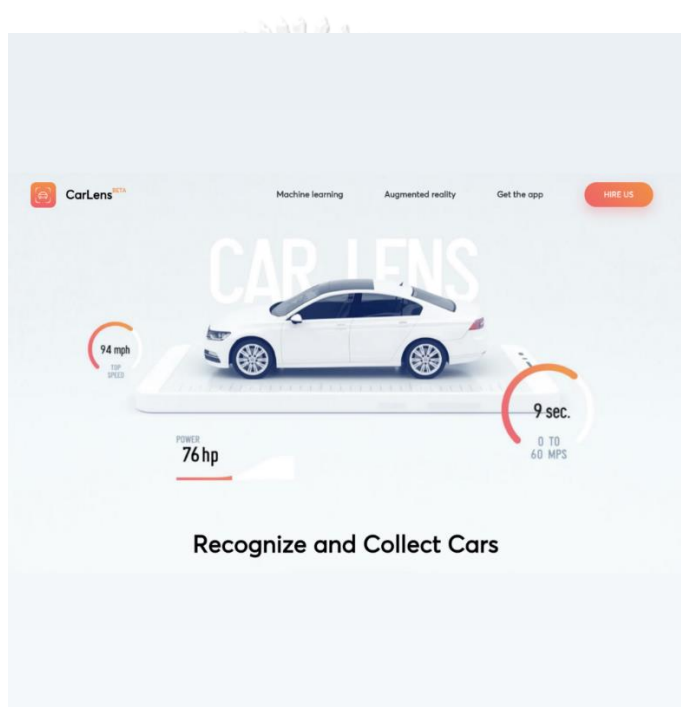 CarLens BETA
Machine learning
Augmented reality
Get the app
HIRE US
CAR LENS
94 mph
TOP
SPEED
9 sec.
0 TO
60 MPS
POWER
76 hp
Recognize and Collect Cars